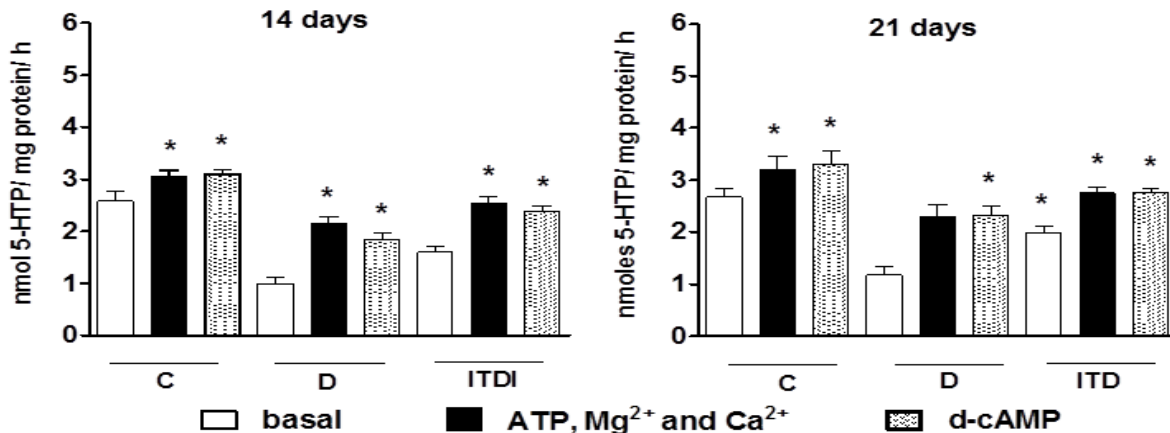 14 days
nmol 5-HTP/ mg protein/ h
6
5
4
3
2
1
0
* * * * * *
C D ITDI
21 days
nmoles 5-HTP/ mg protein/ h
6
5
4
3
2
1
0
* * * * * *
C D ITD
basal ATP, Mg²⁺ and Ca²⁺ d-cAMP